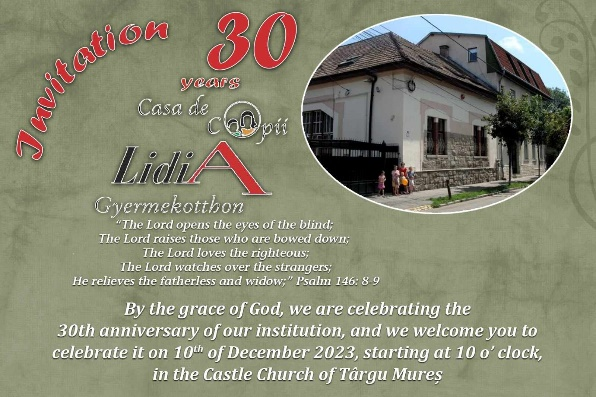 Invitation
30
years
Casa de
Copii
LidiA
Gyermekotthon
"The Lord opens the eyes of the blind;
The Lord raises those who are bowed down;
The Lord loves the righteous;
The Lord watches over the strangers;
He relieves the fatherless and widow;" Psalm 146: 8-9
By the grace of God, we are celebrating the
30th anniversary of our institution, and we welcome you to
celebrate it on 10th of December 2023, starting at 10 o' clock,
in the Castle Church of Târgu Mureș